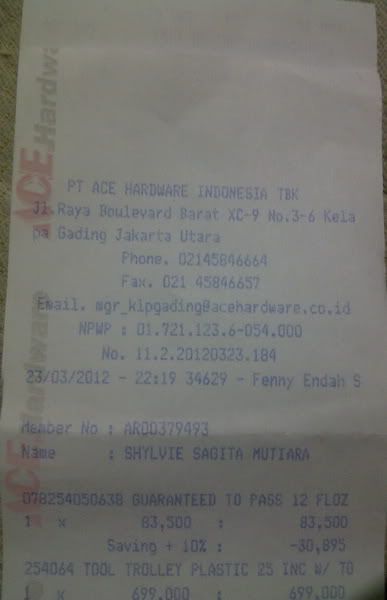 PT ACE HARDWARE INDONESIA TBK
Jl.Raya Boulevard Barat XC-9 No.3-6 Kela
pa Gading Jakarta Utara
Phone. 02145846664
Fax. 021 45846657
Email. mgr_klpgading@acehardware.co.id
NPWP : 01.721.123.6-054.000
No. 11.2.20120323.184
23/03/2012 - 22:19 34629 - Fenny Endah S
Member No : AR00379493
Name : SHYLVIE SAGITA MUTIARA
078254050638 GUARANTEED TO PASS 12 FLOZ
1 x 83,500 : 83,500
Saving + 10% : -30,895
254064 TOOL TROLLEY PLASTIC 25 INC W/ TO
1 x 699,000 : 699,000
ACE Hardware
ACE Hardware